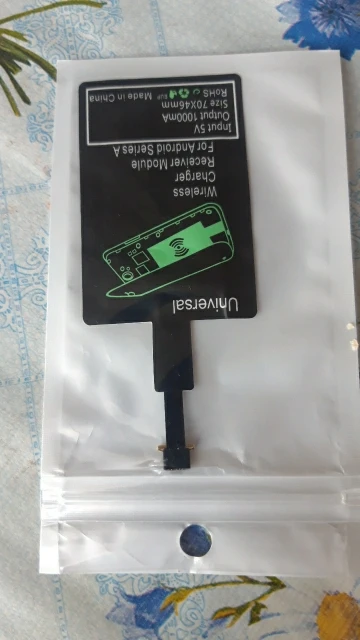 Universal
Wireless
Charger
Receiver Module
For Android Series A
Input 5V
Output 1000mA
Size 70X46mm
RoHS Made in China